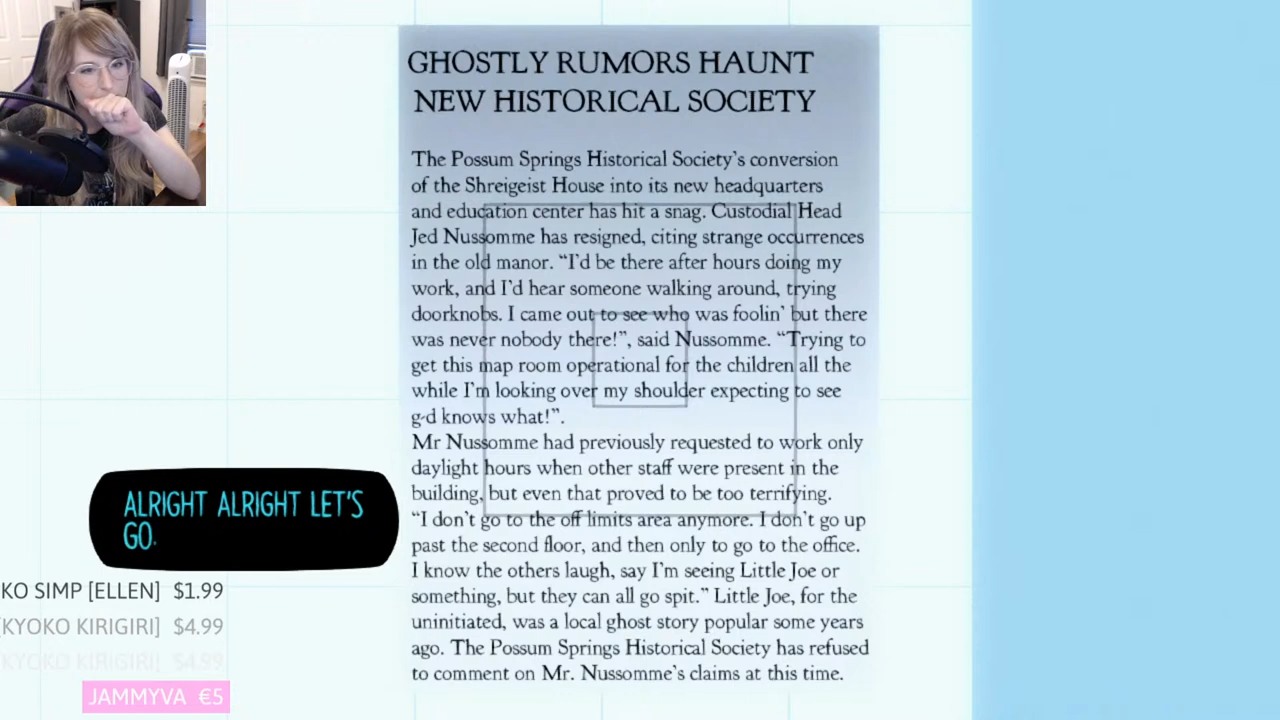 GHOSTLY RUMORS HAUNT
NEW HISTORICAL SOCIETY
The Possum Springs Historical Society's conversion
of the Shreigeist House into its new headquarters
and education center has hit a snag. Custodial Head
Jed Nussomme has resigned, citing strange occurrences
in the old manor. "I'd be there after hours doing my
work, and I'd hear someone walking around, trying
doorknobs. I came out to see who was foolin' but there
was never nobody there!", said Nussomme. "Trying to
get this map room operational for the children all the
while I'm looking over my shoulder expecting to see
g-d knows what!".
Mr Nussomme had previously requested to work only
daylight hours when other staff were present in the
building, but even that proved to be too terrifying.
"I don't go to the off limits area anymore. I don't go up
past the second floor, and then only to go to the office.
I know the others laugh, say I'm seeing Little Joe or
something, but they can all go spit." Little Joe, for the
uninitiated, was a local ghost story popular some years
ago. The Possum Springs Historical Society has refused
to comment on Mr. Nussomme's claims at this time.
ALRIGHT ALRIGHT LET'S
GO.
KO SIMP [ELLEN] $1.99
KYOKO KIRIGIRI] $4.99
KYOKO KIRIGIRI] $4.99
JAMMYVA €5